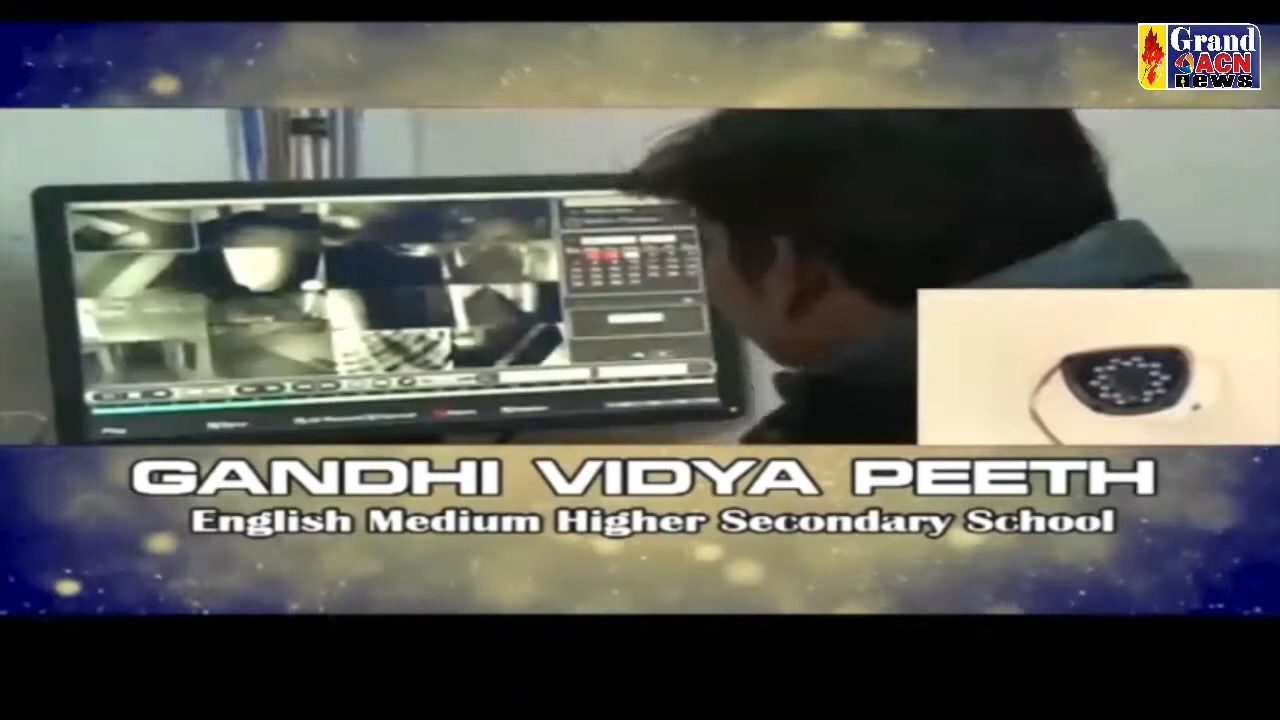 Grand
ACN
news
GANDHI VIDYA PEETH
English Medium Higher Secondary School